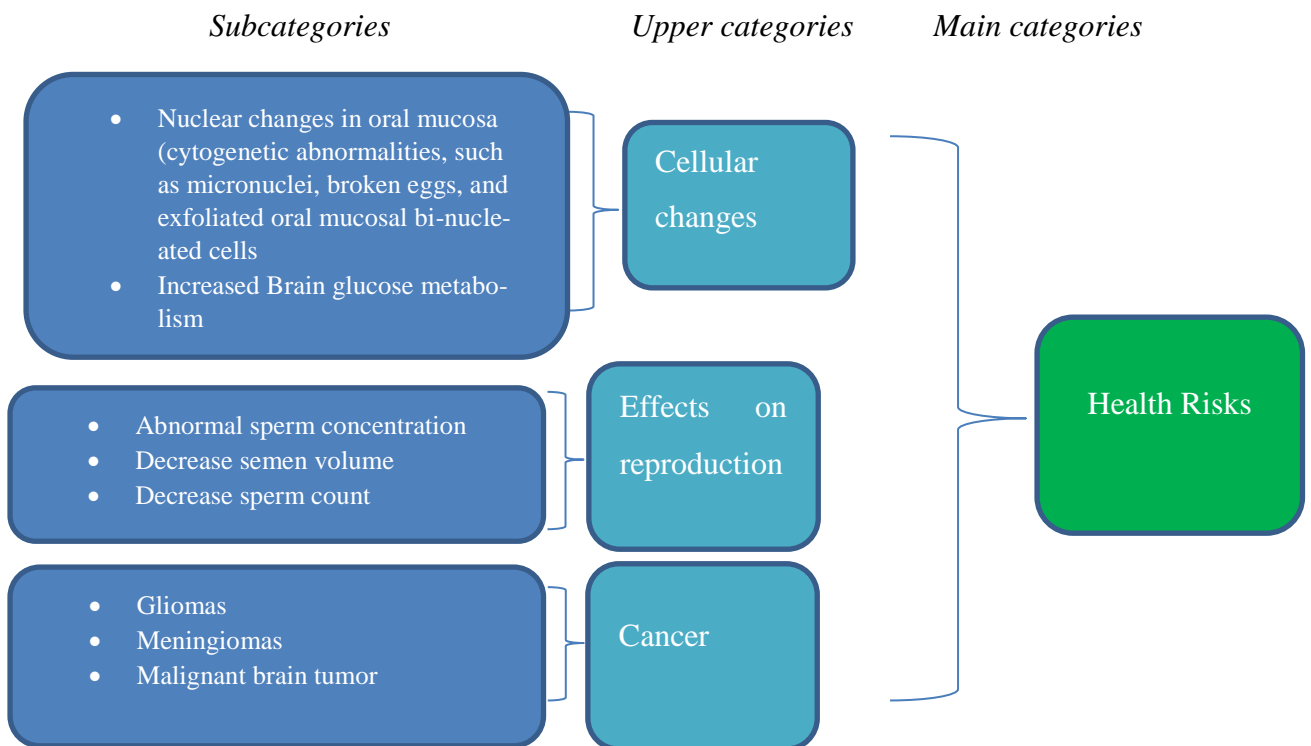 Subcategories
Upper categories
Main categories
• Nuclear changes in oral mucosa
(cytogenetic abnormalities, such
as micronuclei, broken eggs, and
exfoliated oral mucosal bi-nucle-
ated cells
• Increased Brain glucose metabo-
lism
Cellular
changes
• Abnormal sperm concentration
• Decrease semen volume
• Decrease sperm count
Effects on
reproduction
• Gliomas
• Meningiomas
• Malignant brain tumor
Cancer
Health Risks